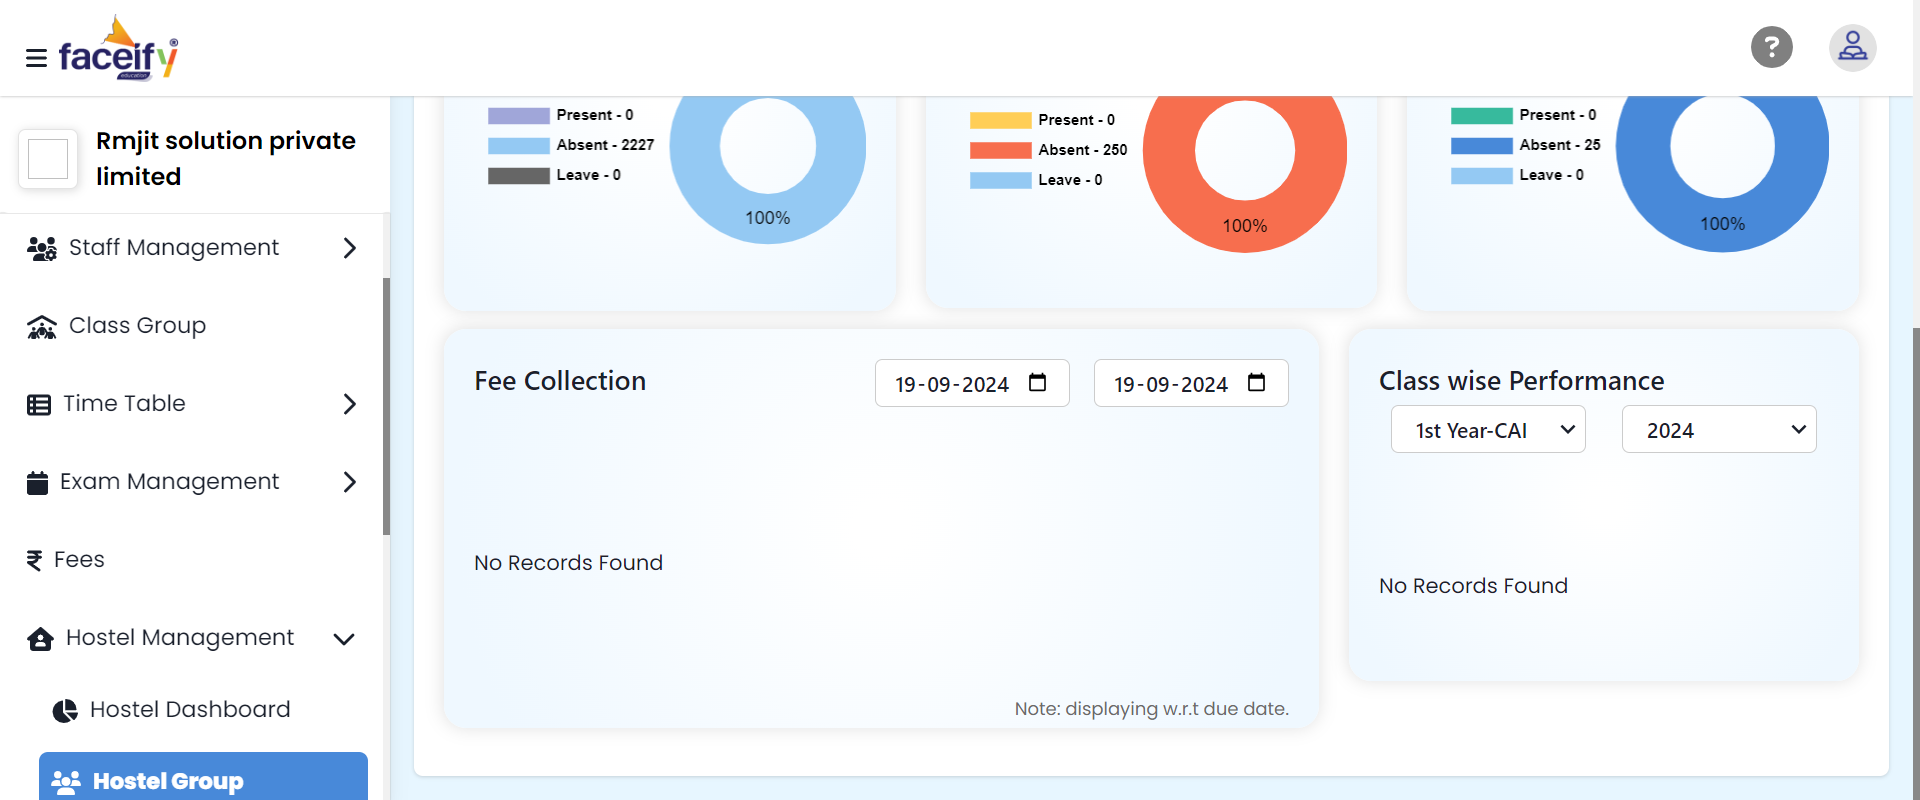 faceify
education
?
Rmjit solution private
limited
Staff Management
Class Group
Time Table
Exam Management
Fees
Hostel Management
Hostel Dashboard
Hostel Group
Present - 0
Absent - 2227
Leave - 0
100%
Present - 0
Absent - 250
Leave - 0
100%
Present - 0
Absent - 25
Leave - 0
100%
Fee Collection
19-09-2024
19-09-2024
No Records Found
Note: displaying w.r.t due date.
Class wise Performance
1st Year-CAI
2024
No Records Found